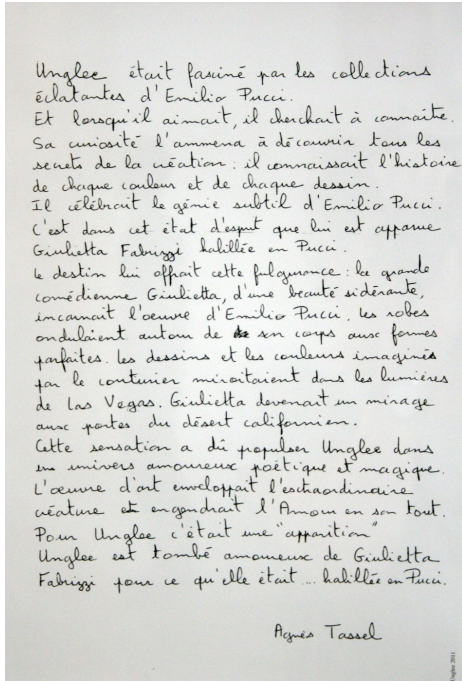 Unglee était fasciné par les collections
éclatantes d'Emilio Pucci.
Et lorsqu'il aimait, il cherchait à connaître.
Sa curiosité l'ammena à découvrir tous les
secrets de la création : il connaissait l'histoire
de chaque couleur et de chaque dessin.
Il célébrait le génie subtil d'Emilio Pucci.
C'est dans cet état d'esprit que lui est apparue
Giulietta Fabrizzi habillée en Pucci.
Le destin lui offrait cette fulgurance : la grande
comédienne Giulietta, d'une beauté sidérante,
incarnait l'oeuvre d'Emilio Pucci. Les robes
ondulaient autour de son corps aux formes
parfaites. Les dessins et les couleurs imaginés
par le couturier miroitaient dans les lumières
de Las Vegas. Giulietta devenait un mirage
aux portes du désert californien.
Cette sensation a dû propulser Unglee dans
un univers amoureux poétique et magique.
L'œuvre d'art enveloppait l'extraordinaire
créature et engendrait l'Amour en son tout.
Pour Unglee c'était une "apparition"
Unglee est tombé amoureux de Giulietta
Fabrizzi pour ce qu'elle était ... habillée en Pucci.
Agnès Tassel
Unglee 2011